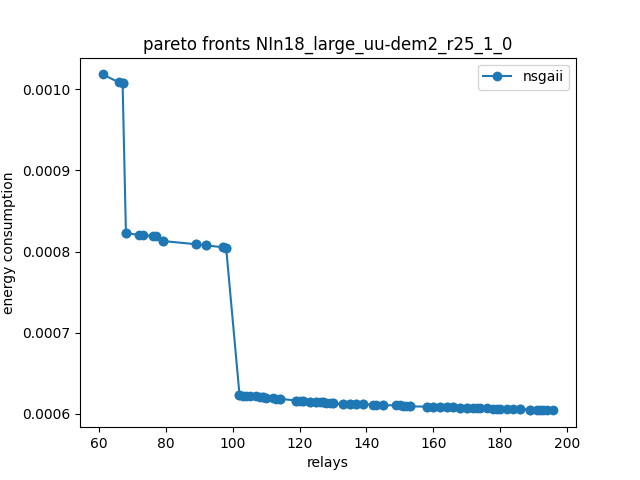 pareto fronts NIn18_large_uu-dem2_r25_1_0
nsgaii
0.0010
0.0009
0.0008
0.0007
0.0006
energy consumption
60 80 100 120 140 160 180 200
relays